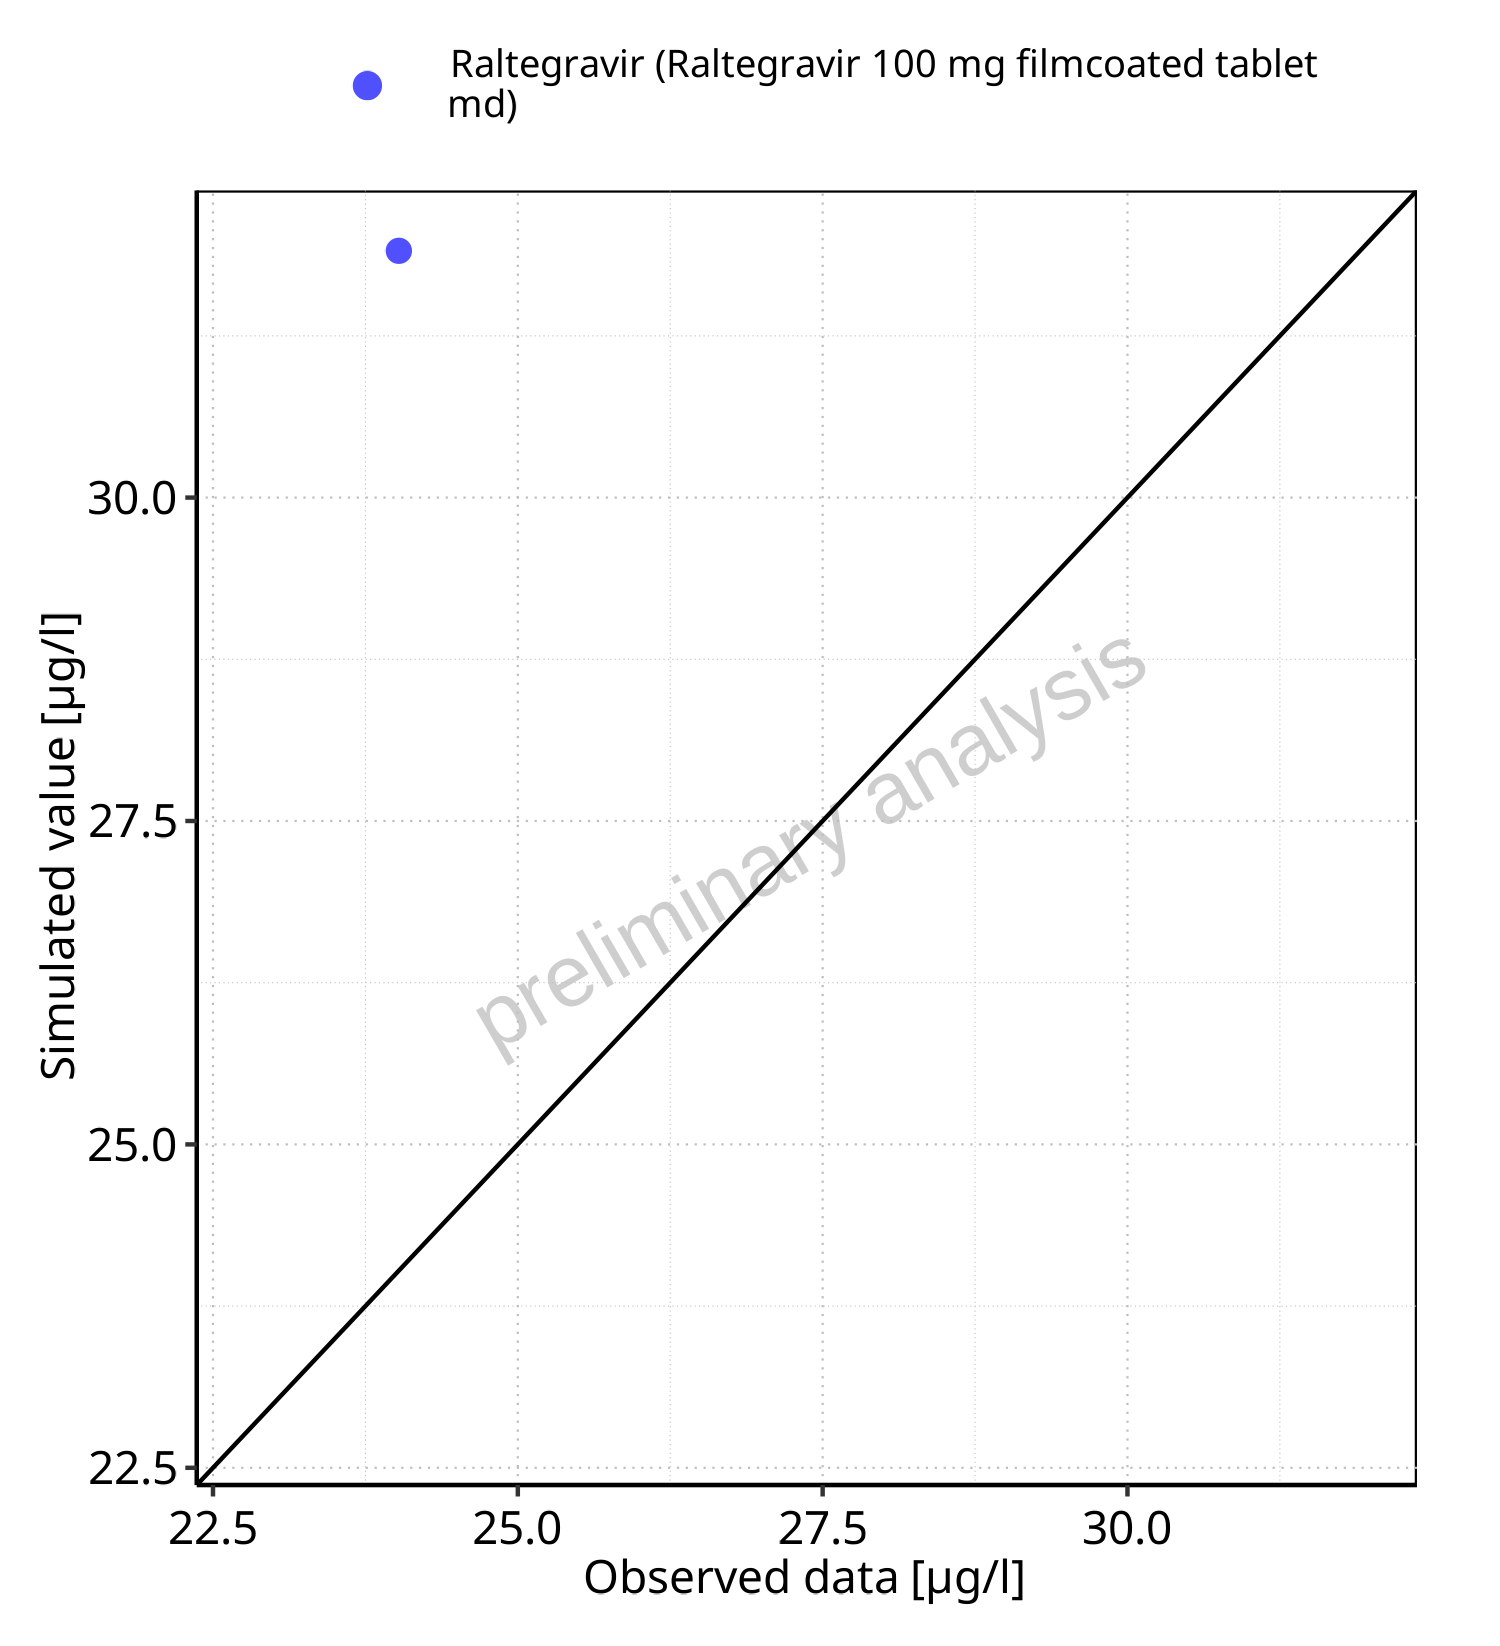 Raltegravir (Raltegravir 100 mg filmcoated tablet
md)
30.0
27.5
25.0
22.5
Simulated value [µg/l]
preliminary analysis
22.5 25.0 27.5 30.0
Observed data [µg/l]